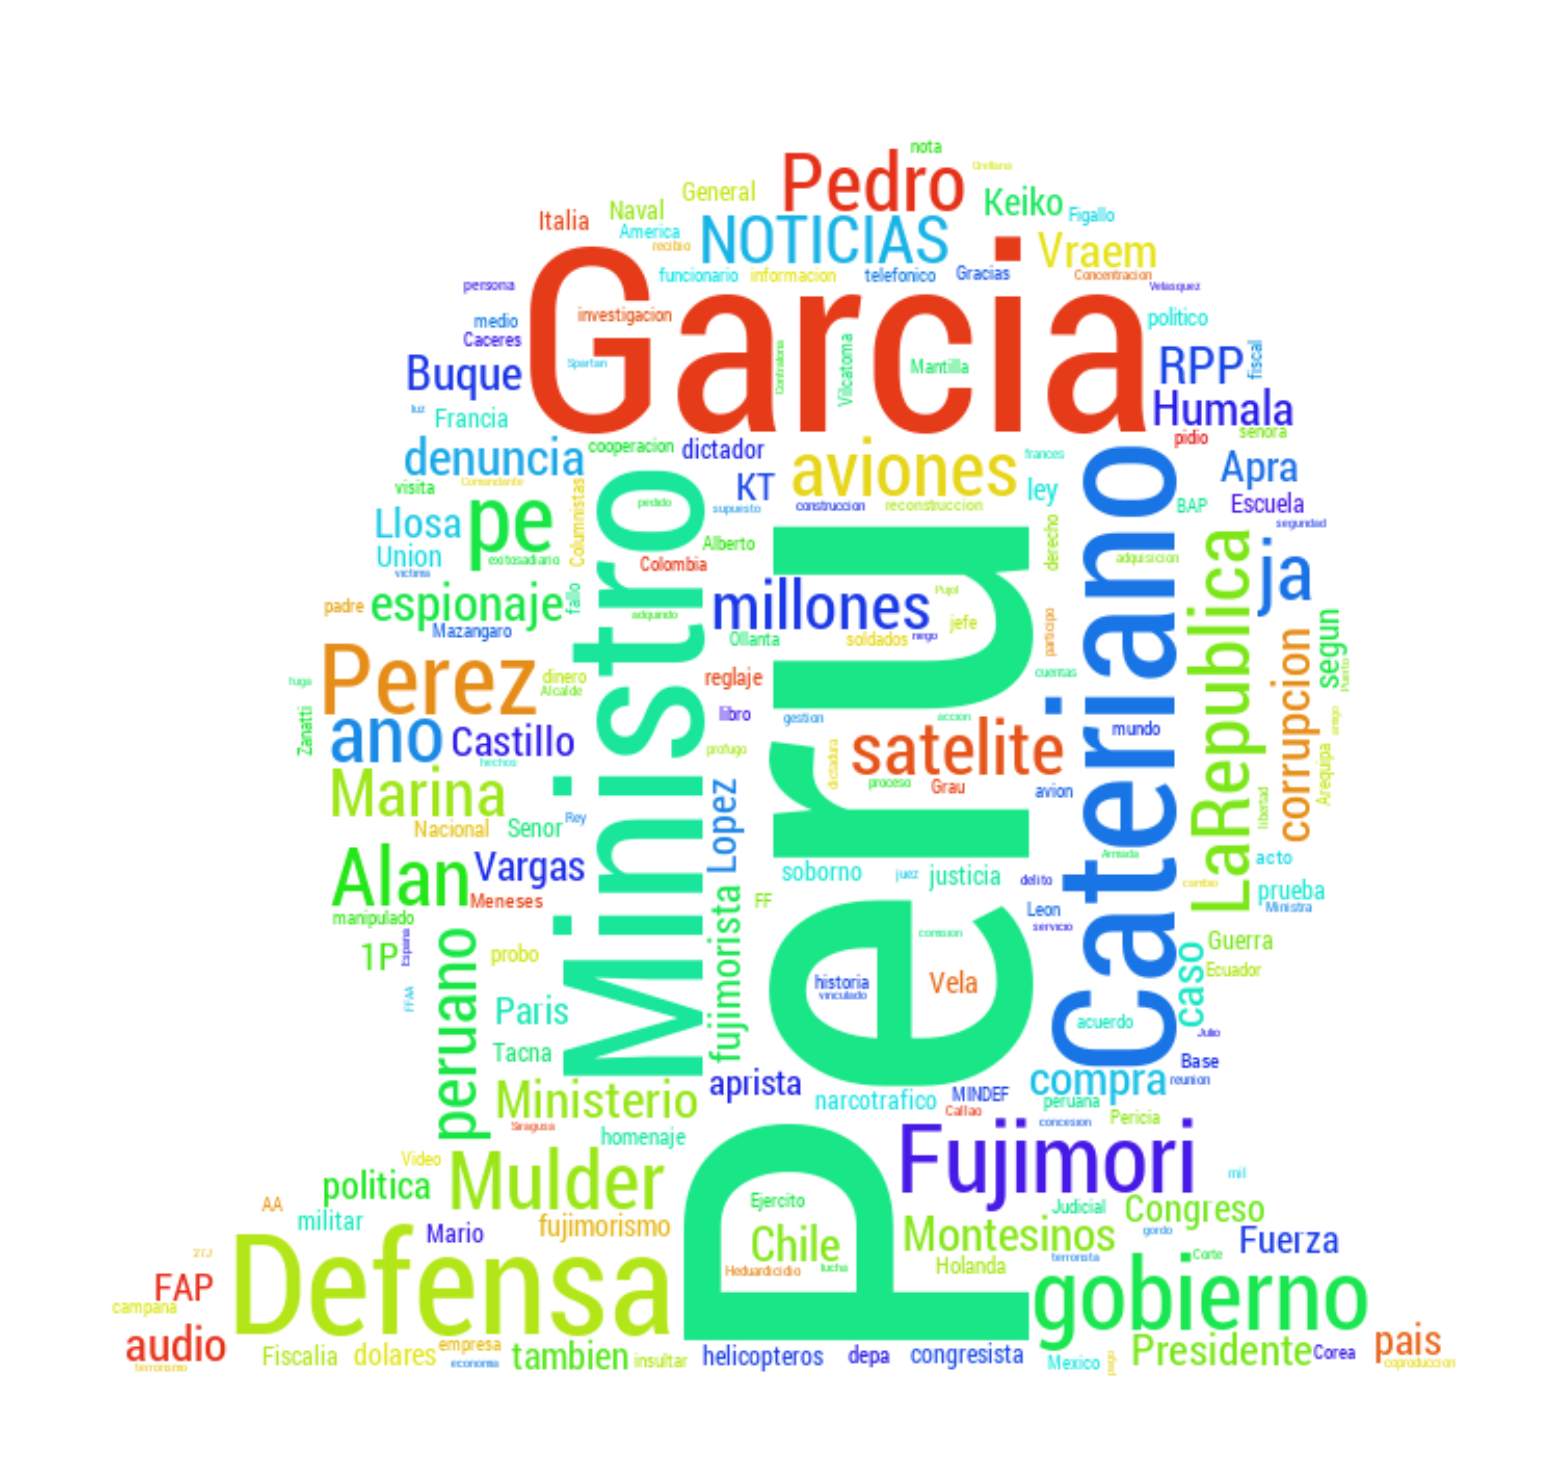 nota
Orellana
Pedro
General
Keiko
Naval
Figallo
Italia
America
NOTICIAS
Vraem
recibio
funcionario
informacion
telefonico
Gracias
Concentracion
persona
Velasquez
Garcia
investigacion
medio
politico
Caceres
Spartan
Contraloria
Vilcatoma
Mantilla
RPP
fiscal
Buque
luz
Francia
Humala
pidio
senora
denuncia
cooperacion
dictador
aviones
frances
Apra
visita
Comandante
Columnistas
KT
ley
Escuela
pe
pedido
supuesto
construccion
reconstruccion
BAP
Llosa
seguridad
Union
exitosadiario
Alberto
derecho
adquisicion
victima
Colombia
ja
padre
espionaje
fallo
adquirido
millones
Pujol
jefe
participo
segun
Mazangaro
Ollanta
soldados
nego
LaRepublica
corrupcion
Perez
dinero
Alcalde
reglaje
cuentas
Puerto
fuga
Zanatti
ano
Castillo
libro
gestion
accion
mundo
amigo
hechos
Ministro
profugo
dictadura
satelite
Cateriano
Arequipa
Marina
proceso
Grau
avion
libertad
Nacional
Senor
Rey
Lopez
Peru
Armada
acto
Alan
Vargas
soborno
juez
justicia
delito
cambio
prueba
Meneses
FF
Leon
Ministra
manipulado
servicio
1P
Espana
peruano
probo
fujimorista
comision
caso
Guerra
Ecuador
FFAA
Paris
historia
vinculado
Vela
acuerdo
Julio
Tacna
Base
Ministerio
aprista
narcotrafico
MINDEF
compra
reunion
Siragusa
Callao
peruana
Pericia
homenaje
concesion
Video
Mulder
Fujimori
mil
politica
AA
Ejercito
Judicial
Congreso
militar
Mario
fujimorismo
Chile
Montesinos
gordo
Fuerza
FAP
Defensa
Heduardicidio
lucha
Holanda
terrorista
Corte
campana
gobierno
audio
terrorismo
Fiscalia
dolares
empresa
economia
tambien
insultar
helicopteros
depa
congresista
Mexico
pago
Presidente
Corea
pais
coproduccion